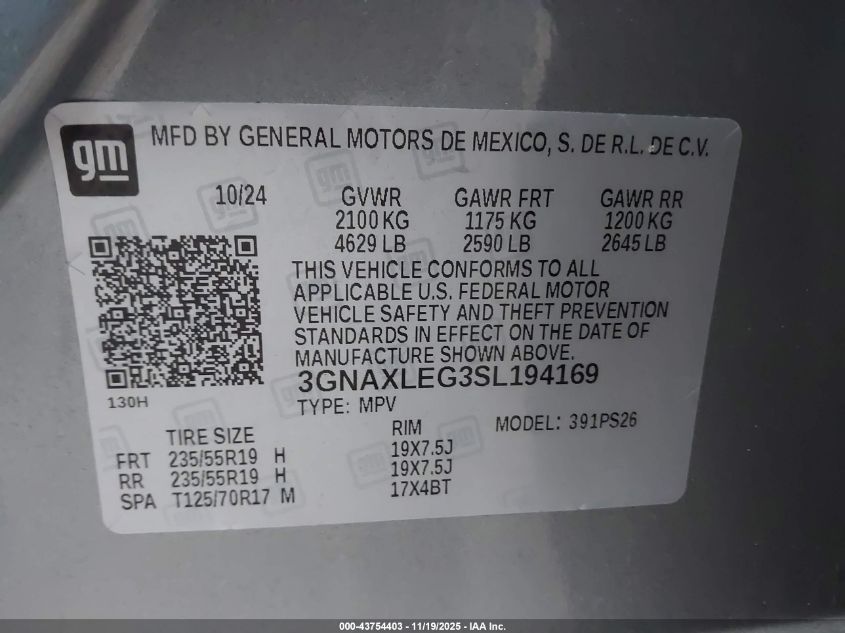 gm
MFD BY GENERAL MOTORS DE MEXICO, S. DE R.L. DE C.V.
10/24 GVWR GAWR FRT GAWR RR
2100 KG 1175 KG 1200 KG
4629 LB 2590 LB 2645 LB
THIS VEHICLE CONFORMS TO ALL
APPLICABLE U.S. FEDERAL MOTOR
VEHICLE SAFETY AND THEFT PREVENTION
STANDARDS IN EFFECT ON THE DATE OF
MANUFACTURE SHOWN ABOVE.
3GNAXLEG3SL194169
130H
TYPE: MPV MODEL: 391PS26
TIRE SIZE RIM
FRT 235/55R19 H 19X7.5J
RR 235/55R19 H 19X7.5J
SPA T125/70R17 M 17X4BT
000-43754403 - 11/19/2025 - IAA Inc.